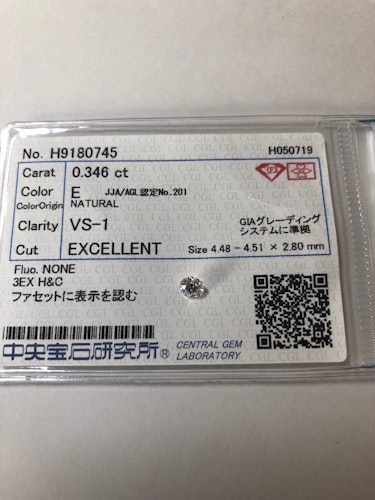 No. H9180745 H050719
Carat 0.346 ct
Color E JJA/AGL認定No.201
ColorOrigin NATURAL
Clarity VS-1 GIAグレーディング
システムに準拠
Cut EXCELLENT Size 4.48 - 4.51 × 2.80 mm
Fluo. NONE
3EX H&C
ファセットに表示を認む
中央宝石研究所® CENTRAL GEM
LABORATORY